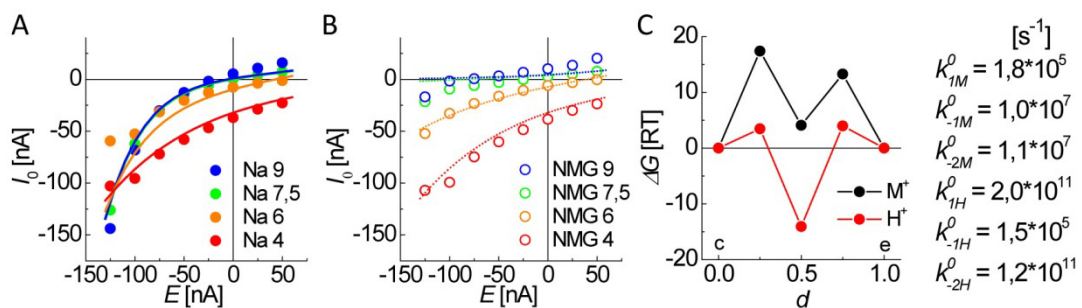 A
I₀ [nA]
0
-50
-100
-150
-150
-100
-50
0
50
E [nA]
Na 9
Na 7,5
Na 6
Na 4
B
I₀ [nA]
0
-50
-100
-150
-150
-100
-50
0
50
E [nA]
NMG 9
NMG 7,5
NMG 6
NMG 4
C
ΔG [RT]
20
10
0
-10
-20
0.0
0.5
1.0
c
e
d
M⁺
H⁺
[s⁻¹]
k⁰₁M = 1,8*10⁵
k⁰₋₁M = 1,0*10⁷
k⁰₋₂M = 1,1*10⁷
k⁰₁H = 2,0*10¹¹
k⁰₋₁H = 1,5*10⁵
k⁰₋₂H = 1,2*10¹¹